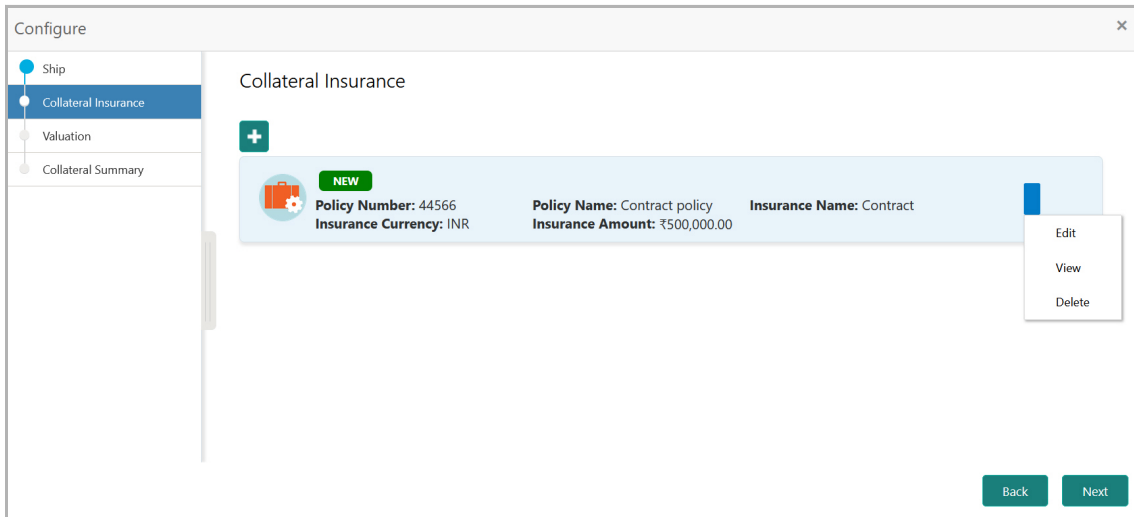 Configure
×
Ship
Collateral Insurance
Valuation
Collateral Summary
Collateral Insurance
+
NEW
Policy Number: 44566 Policy Name: Contract policy Insurance Name: Contract
Insurance Currency: INR Insurance Amount: ₹500,000.00
Edit
View
Delete
Back Next